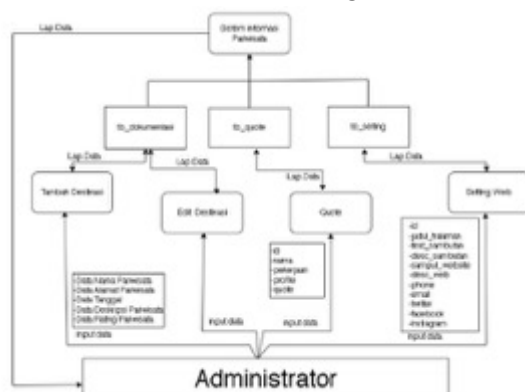 Lap Data
Sistem Informasi
Pariwisata
tb_dokumentasi
tb_quote
tb_setting
Lap Data
Lap Data
Lap Data
Lap Data
Tambah Destinasi
Edit Destinasi
Quote
Setting Web
-Data Nama Pariwisata
-Data Alamat Pariwisata
-Data Tanggal
-Data Deskripsi Pariwisata
-Data Rating Pariwisata
-id
-nama
-pekerjaan
-profile
-quote
-id
-judul_halaman
-desc_sambutan
-sampul_website
-desc_web
-phone
-email
-twitter
-facebook
-instagram
input data
input data
input data
input data
Administrator